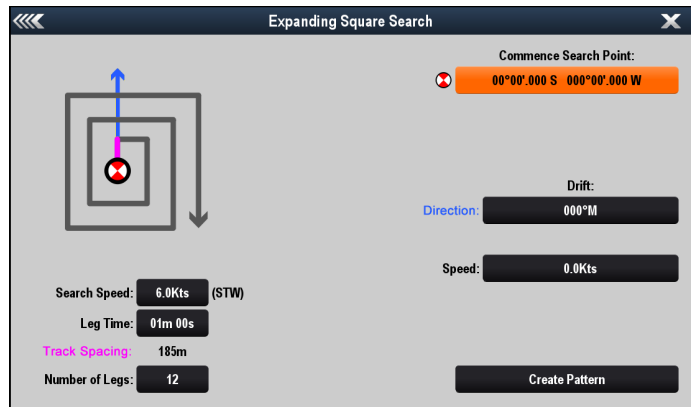 Expanding Square Search
Commence Search Point:
00°00'.000 S 000°00'.000 W
Drift:
Direction: 000°M
Speed: 0.0Kts
Search Speed: 6.0Kts (STW)
Leg Time: 01m 00s
Track Spacing: 185m
Number of Legs: 12
Create Pattern